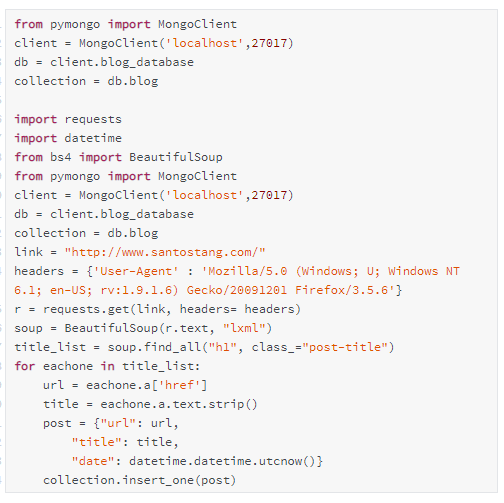 from pymongo import MongoClient
client = MongoClient('localhost',27017)
db = client.blog_database
collection = db.blog

import requests
import datetime
from bs4 import BeautifulSoup
from pymongo import MongoClient
client = MongoClient('localhost',27017)
db = client.blog_database
collection = db.blog
link = "http://www.santostang.com/"
headers = {'User-Agent' : 'Mozilla/5.0 (Windows; U; Windows NT
6.1; en-US; rv:1.9.1.6) Gecko/20091201 Firefox/3.5.6'}
r = requests.get(link, headers= headers)
soup = BeautifulSoup(r.text, "lxml")
title_list = soup.find_all("h1", class_="post-title")
for eachone in title_list:
    url = eachone.a['href']
    title = eachone.a.text.strip()
    post = {"url": url,
        "title": title,
        "date": datetime.datetime.utcnow()}
    collection.insert_one(post)